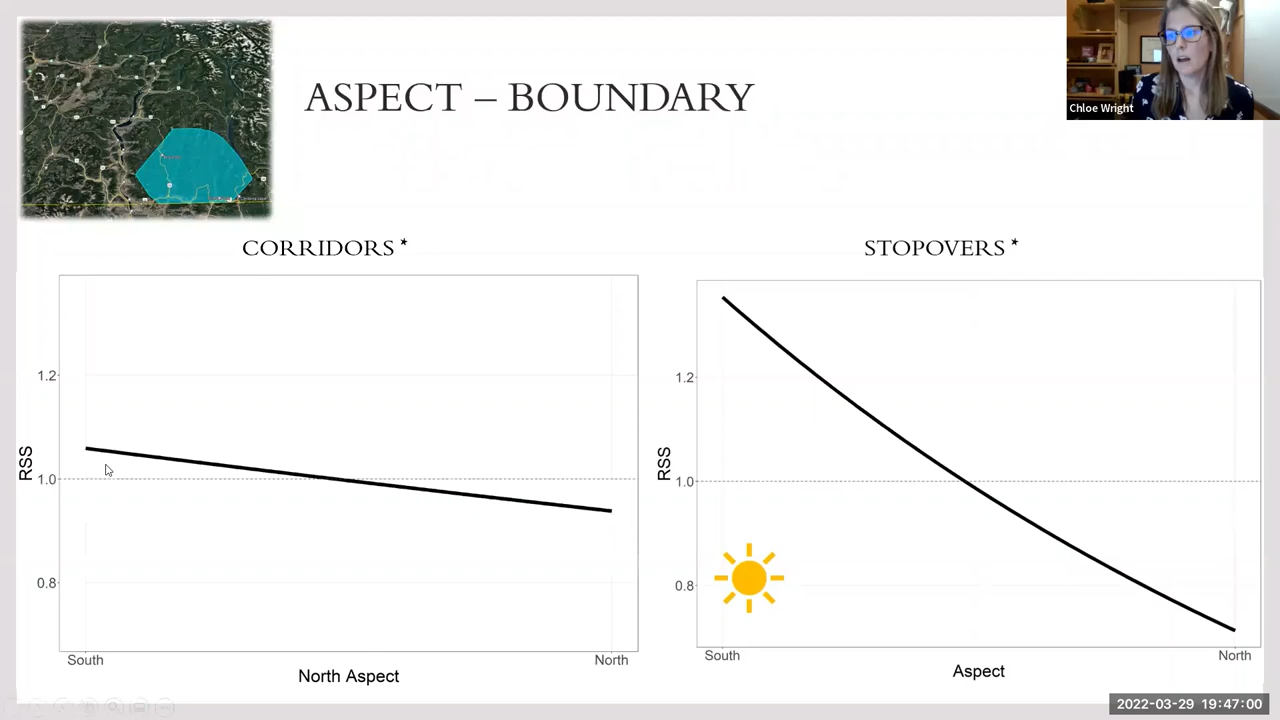 Chloe Wright
ASPECT – BOUNDARY
CORRIDORS *
STOPOVERS *
RSS
1.2
1.0
0.8
South
North
North Aspect
RSS
1.2
1.0
0.8
South
North
Aspect
2022-03-29 19:47:00